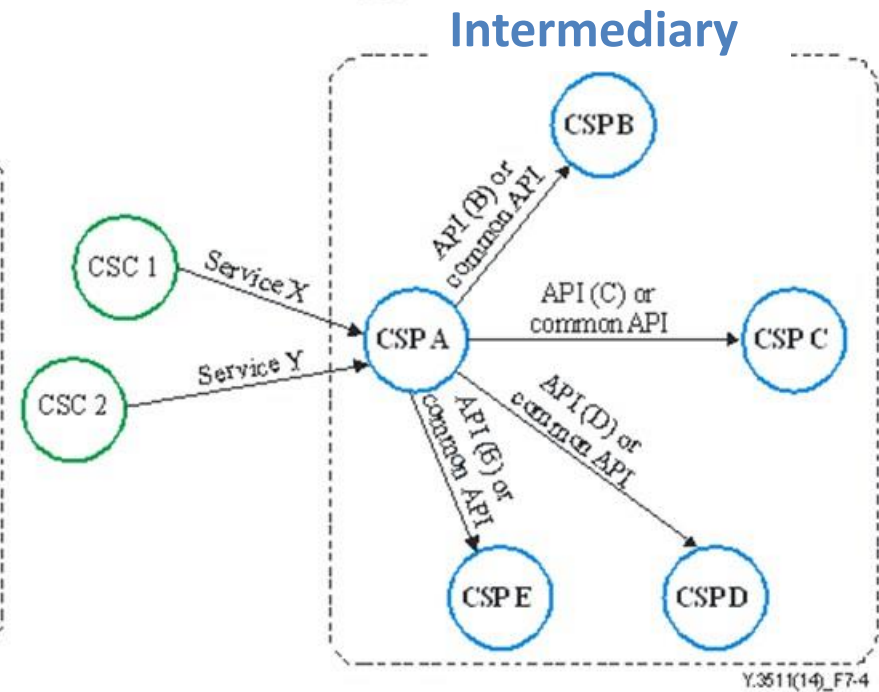 Intermediary
CSP B
API (B) or
common API
CSC 1
Service X
API (C) or
common API
CSP A
CSP C
Service Y
CSC 2
API (D) or
common API
API (E) or
common API
CSP E
CSP D
Y.3511(14)_F7-4